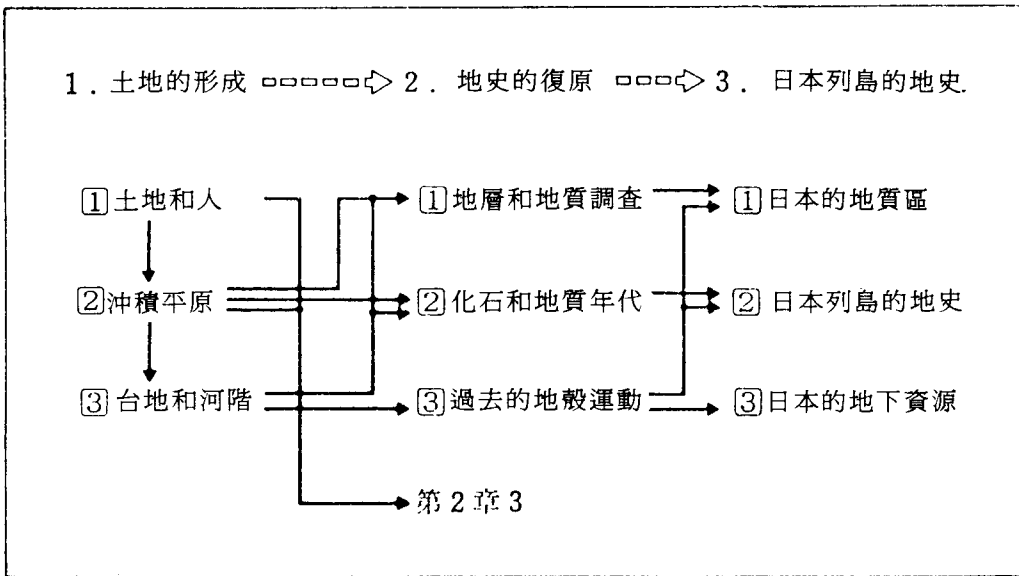 1．土地的形成 2．地史的復原 3．日本列島的地史.
1土地和人 1地層和地質調查 1日本的地質區
2沖積平原 2化石和地質年代 2日本列島的地史
3台地和河階 3過去的地殼運動 3日本的地下資源
第2章3